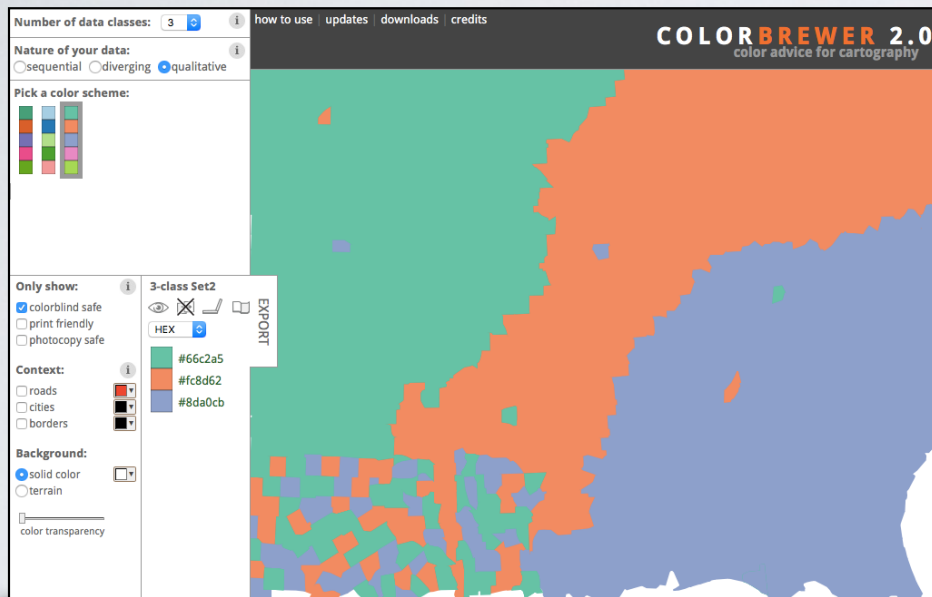 Number of data classes: 3 i
how to use | updates | downloads | credits
COLORBREWER 2.0
color advice for cartography
Nature of your data: i
sequential diverging qualitative
Pick a color scheme:
Only show: i
colorblind safe
print friendly
photocopy safe
Context: i
roads
cities
borders
Background:
solid color
terrain
color transparency
3-class Set2
HEX
EXPORT
#66c2a5
#fc8d62
#8da0cb